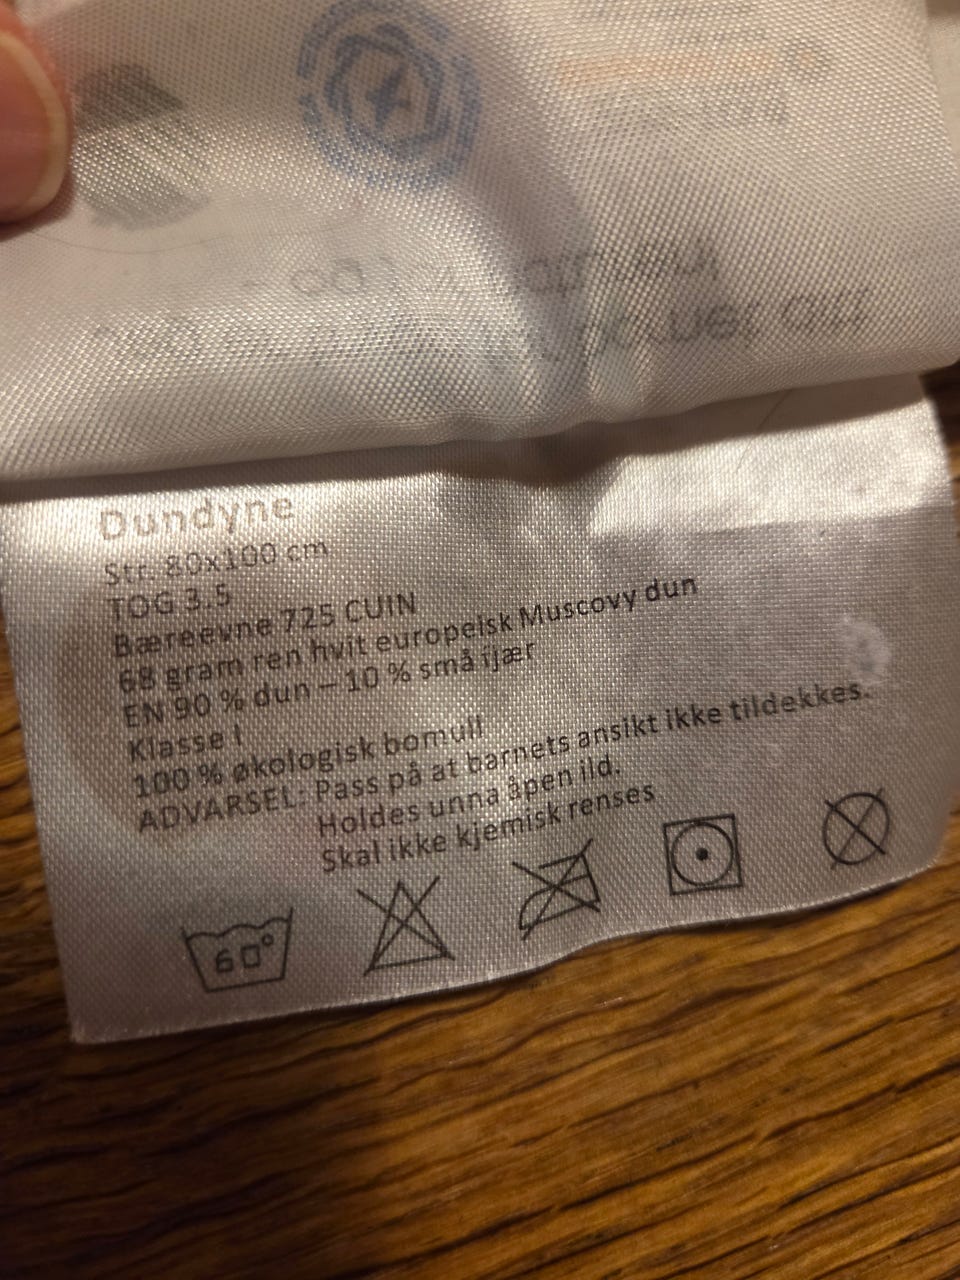 Dundyne
Str. 80x100 cm
TOG 3.5
Bæreevne 725 CUIN
68 gram ren hvit europeisk Muscovy dun
EN 90 % dun – 10 % små fjær
Klasse I
100 % økologisk bomull
ADVARSEL: Pass på at barnets ansikt ikke tildekkes.
Holdes unna åpen ild.
Skal ikke kjemisk renses
60°